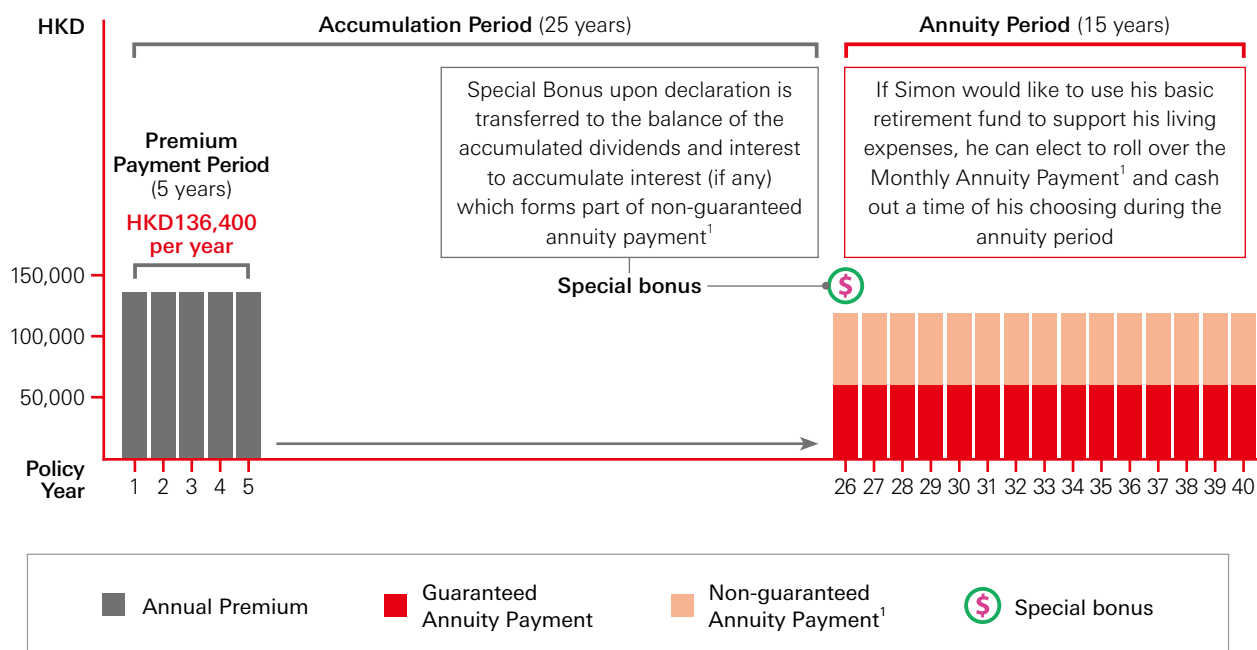 HKD
Accumulation Period (25 years)
Annuity Period (15 years)
Premium
Payment Period
(5 years)
HKD136,400
per year
Special Bonus upon declaration is
transferred to the balance of the
accumulated dividends and interest
to accumulate interest (if any)
which forms part of non-guaranteed
annuity payment¹
If Simon would like to use his basic
retirement fund to support his living
expenses, he can elect to roll over the
Monthly Annuity Payment¹ and cash
out a time of his choosing during the
annuity period
Special bonus
$
150,000
100,000
50,000
Policy
Year
1 2 3 4 5 26 27 28 29 30 31 32 33 34 35 36 37 38 39 40
Annual Premium
Guaranteed
Annuity Payment
Non-guaranteed
Annuity Payment¹
$
Special bonus